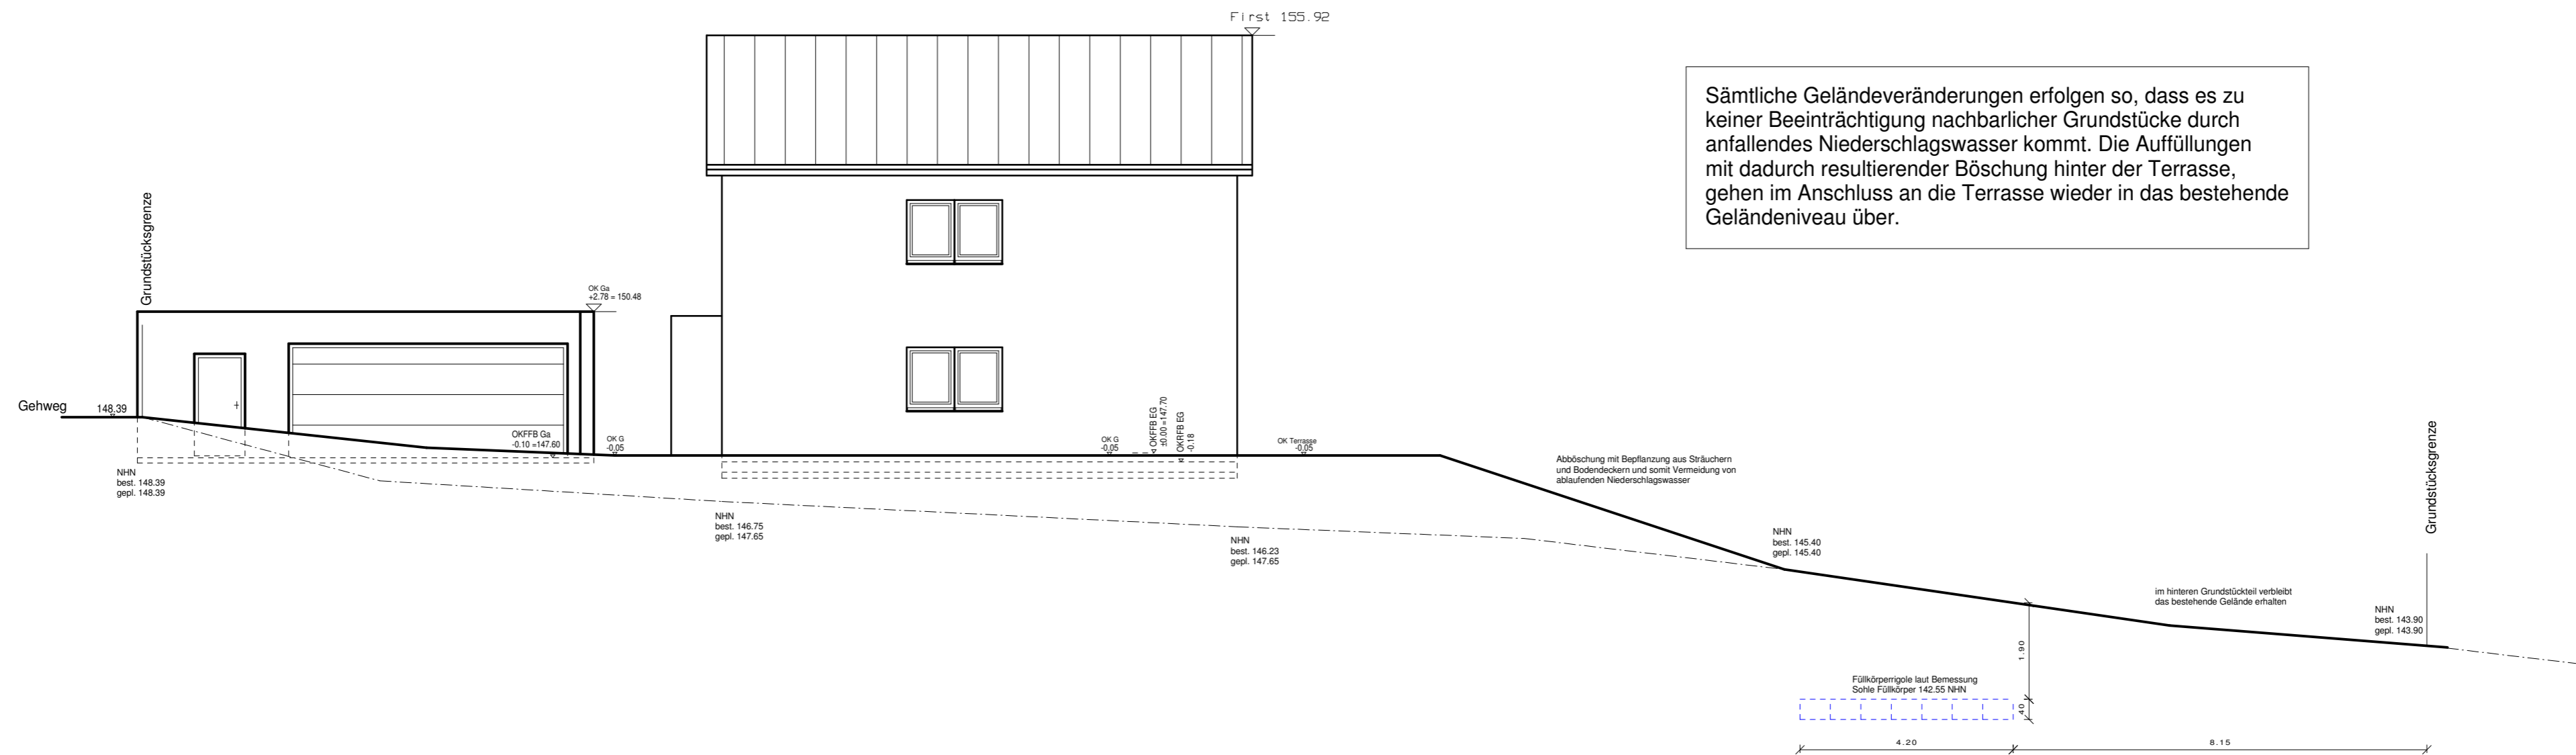 First 155.92
Sämtliche Geländeveränderungen erfolgen so, dass es zu
keiner Beeinträchtigung nachbarlicher Grundstücke durch
anfallendes Niederschlagswasser kommt. Die Auffüllungen
mit dadurch resultierender Böschung hinter der Terrasse,
gehen im Anschluss an die Terrasse wieder in das bestehende
Geländeniveau über.
Grundstücksgrenze
OK Ga
+2.78 = 150.48
Gehweg
148.39
OKFFB Ga
-0.10 =147.60
OK G
-0.05
OK G
-0.05
OKFFB EG
±0.00 =147.70
OKRFB EG
-0.18
OK Terrasse
-0.05
NHN
best. 148.39
gepl. 148.39
NHN
best. 146.75
gepl. 147.65
NHN
best. 146.23
gepl. 147.65
Abböschung mit Bepflanzung aus Sträuchern
und Bodendeckern und somit Vermeidung von
ablaufenden Niederschlagswasser
NHN
best. 145.40
gepl. 145.40
Grundstücksgrenze
im hinteren Grundstückteil verbleibt
das bestehende Gelände erhalten
NHN
best. 143.90
gepl. 143.90
1.90
Füllkörperrigole laut Bemessung
Sohle Füllkörper 142.55 NHN
40
4.20
8.15